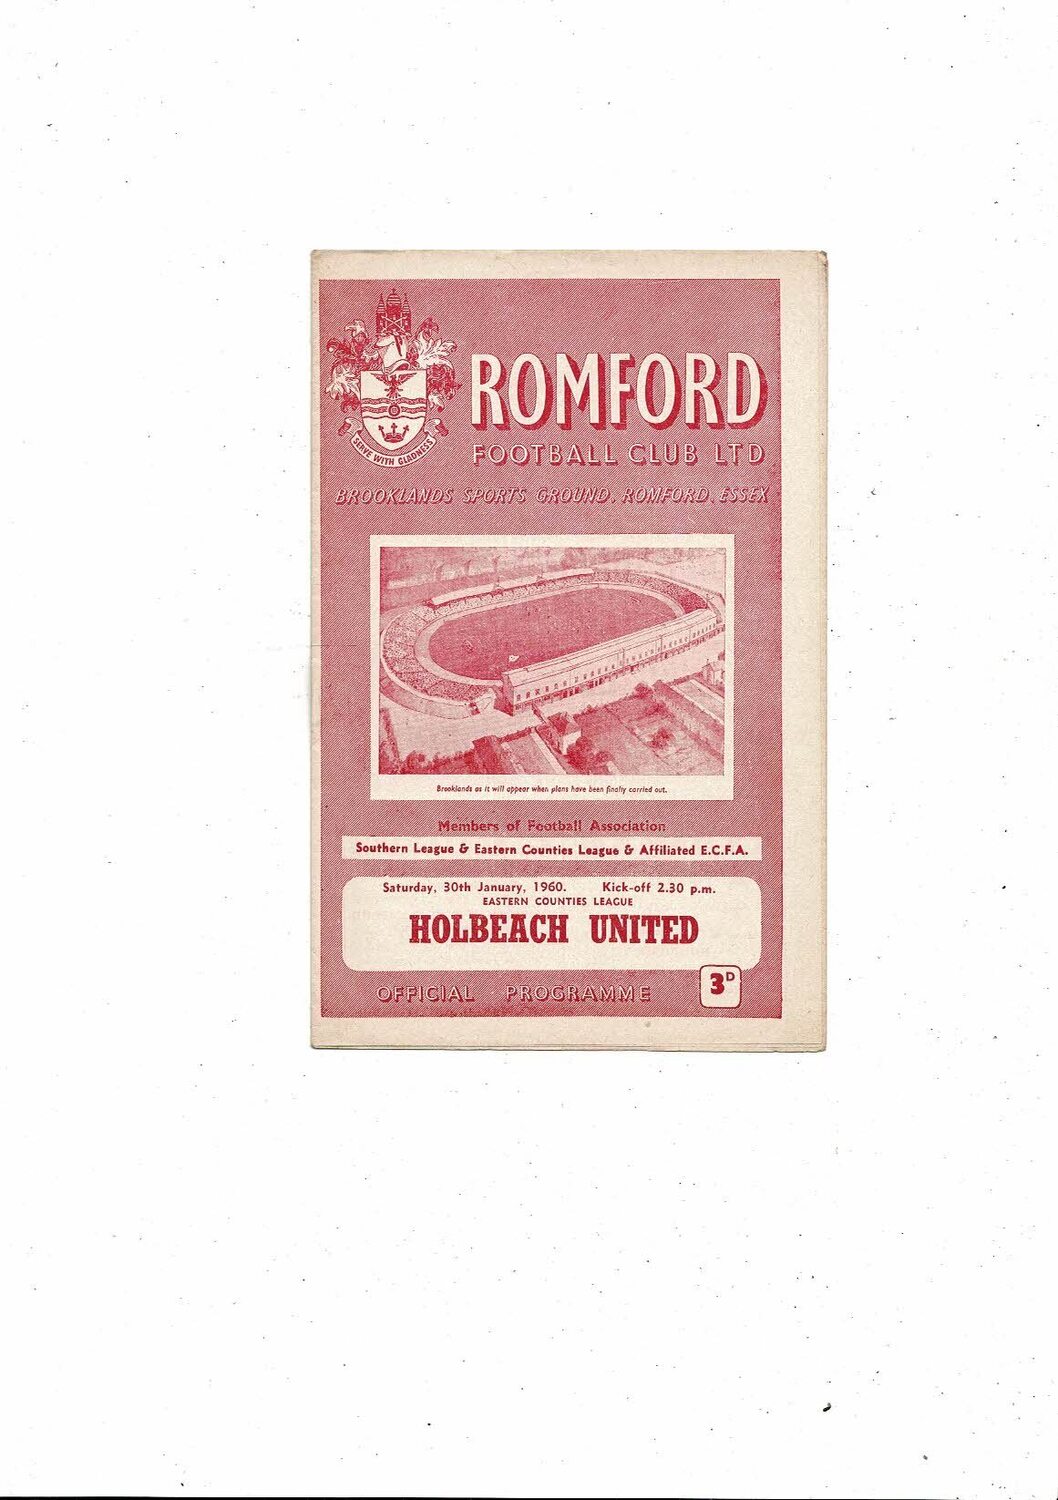 ROMFORD
SERVE WITH GLADNESS
FOOTBALL CLUB LTD
BROOKLANDS SPORTS GROUND, ROMFORD, ESSEX
Brooklands as it will appear when plans have been finally carried out.
Members of Football Association
Southern League & Eastern Counties League & Affiliated E.C.F.A.
Saturday, 30th January, 1960. Kick-off 2.30 p.m.
EASTERN COUNTIES LEAGUE
HOLBEACH UNITED
3D
OFFICIAL PROGRAMME